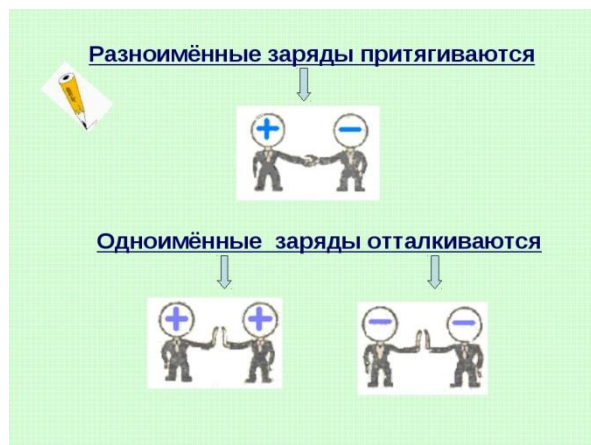 Разноимённые заряды притягиваются
+ −
Одноимённые заряды отталкиваются
+ + − −